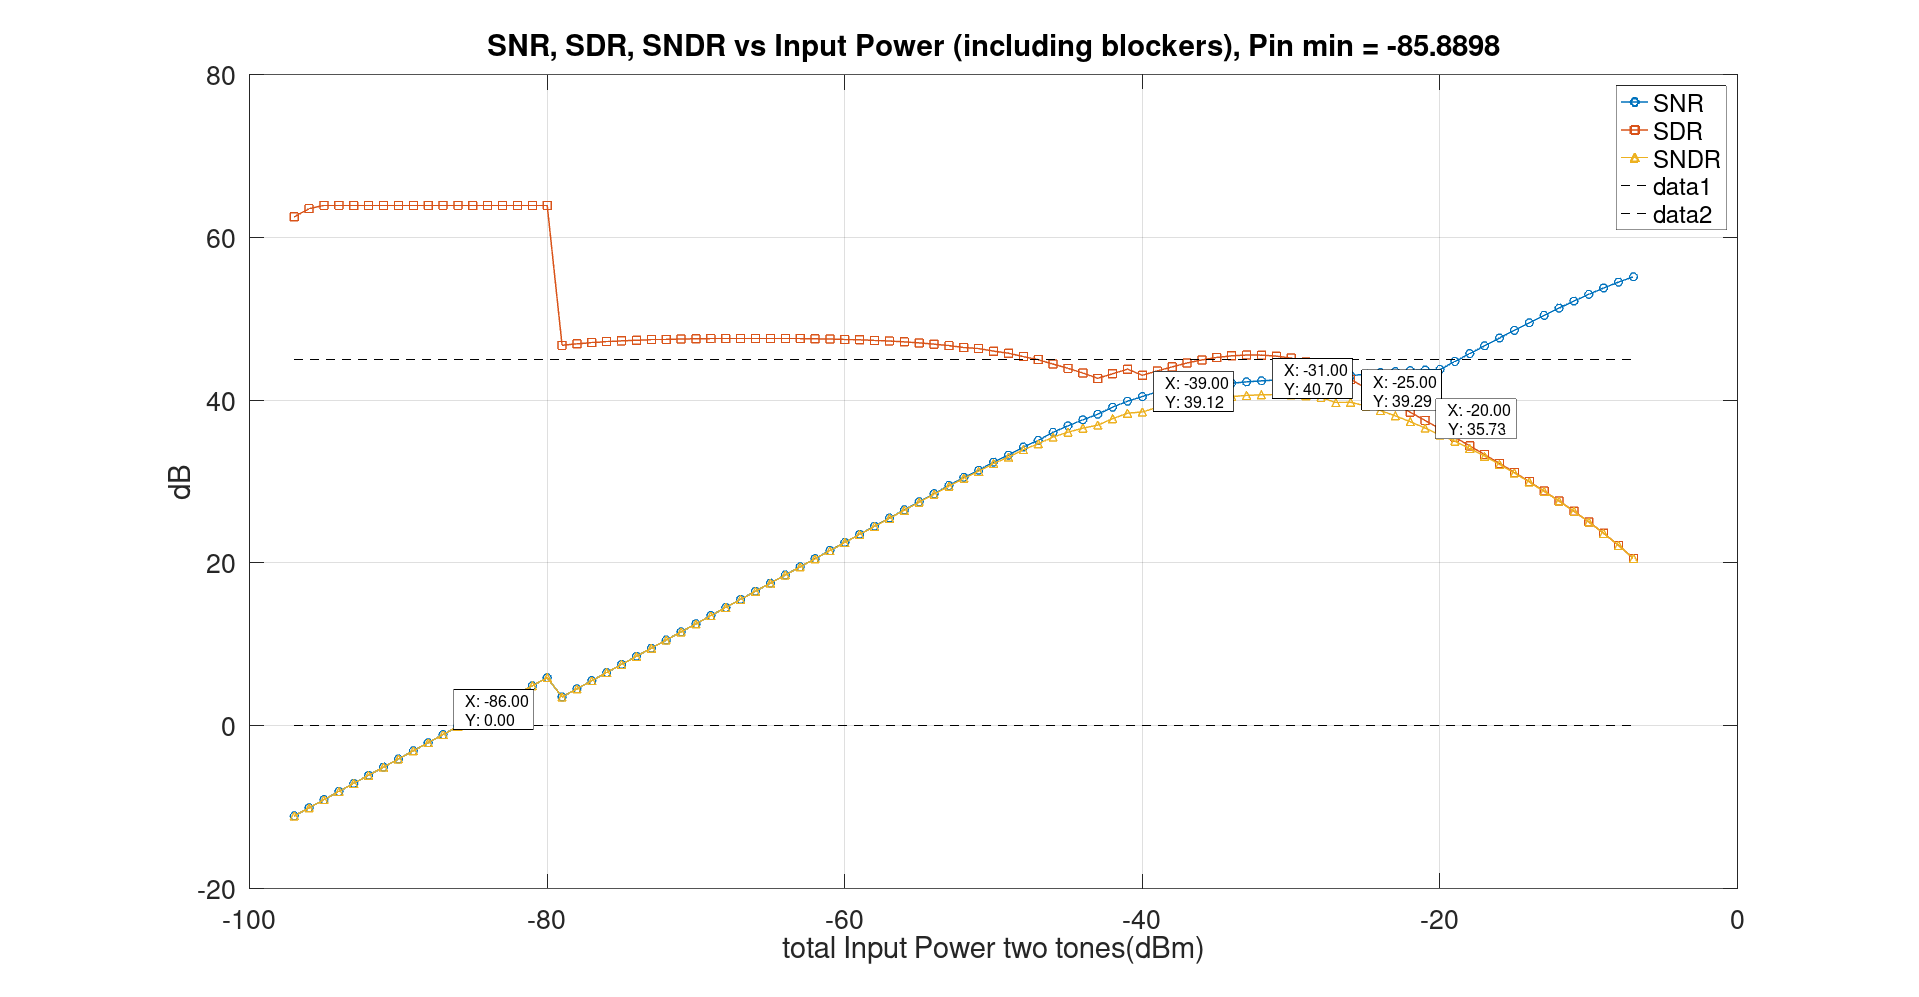 SNR, SDR, SNDR vs Input Power (including blockers), Pin min = -85.8898
80
60
40
20
0
-20
dB
-100
-80
-60
-40
-20
0
total Input Power two tones(dBm)
SNR
SDR
SNDR
data1
data2
X: -86.00
Y: 0.00
X: -39.00
Y: 39.12
X: -31.00
Y: 40.70
X: -25.00
Y: 39.29
X: -20.00
Y: 35.73